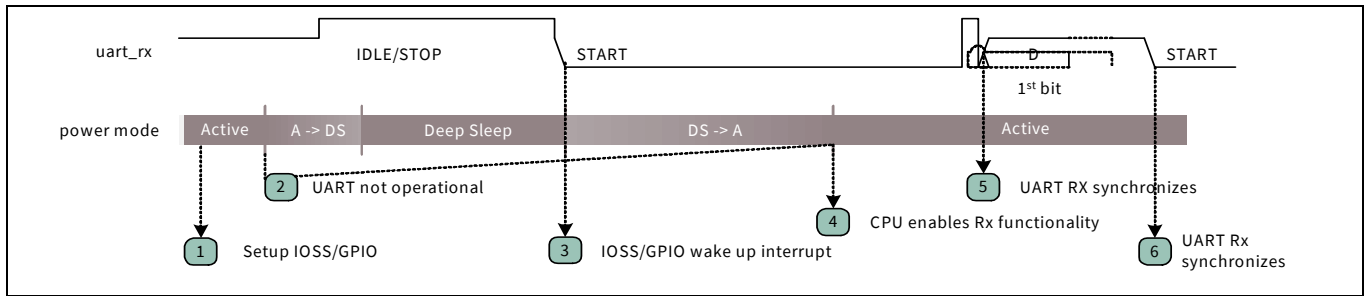 uart_rx
IDLE/STOP
START
D
START
1st bit
power mode
Active
A -> DS
Deep Sleep
DS -> A
Active
2 UART not operational
5 UART RX synchronizes
4 CPU enables Rx functionality
1 Setup IOSS/GPIO
3 IOSS/GPIO wake up interrupt
6 UART Rx
synchronizes